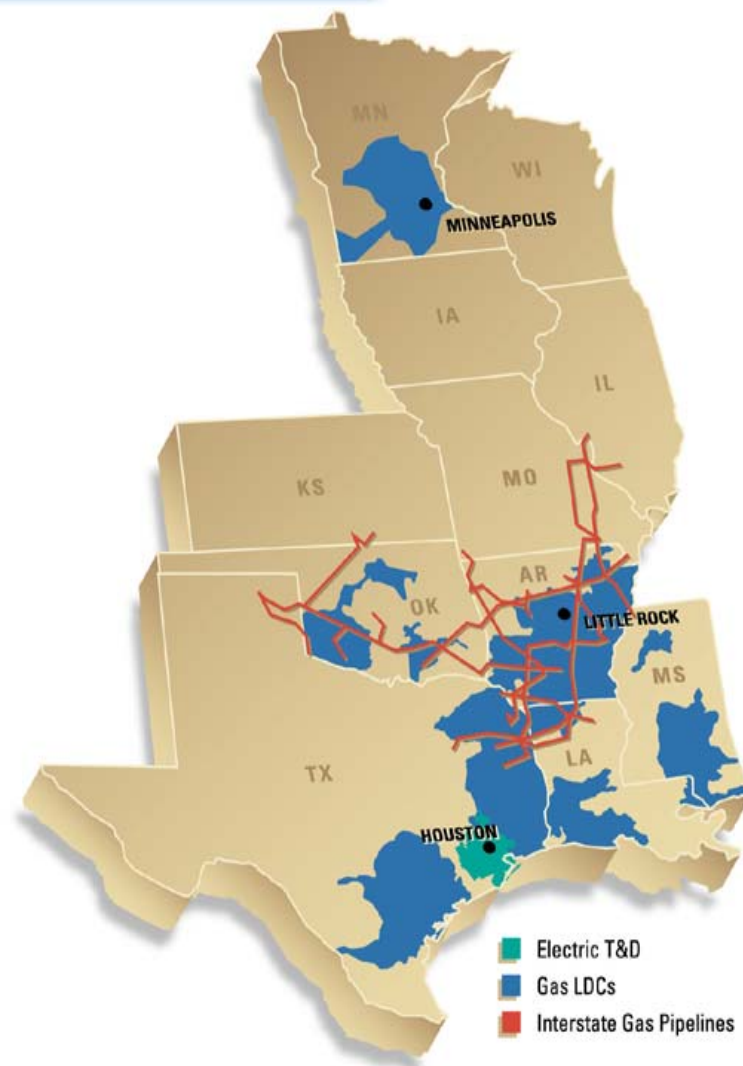 MN
WI
MINNEAPOLIS
IA
IL
KS
MO
AR
OK
LITTLE ROCK
MS
TX
LA
HOUSTON
Electric T&D
Gas LDCs
Interstate Gas Pipelines